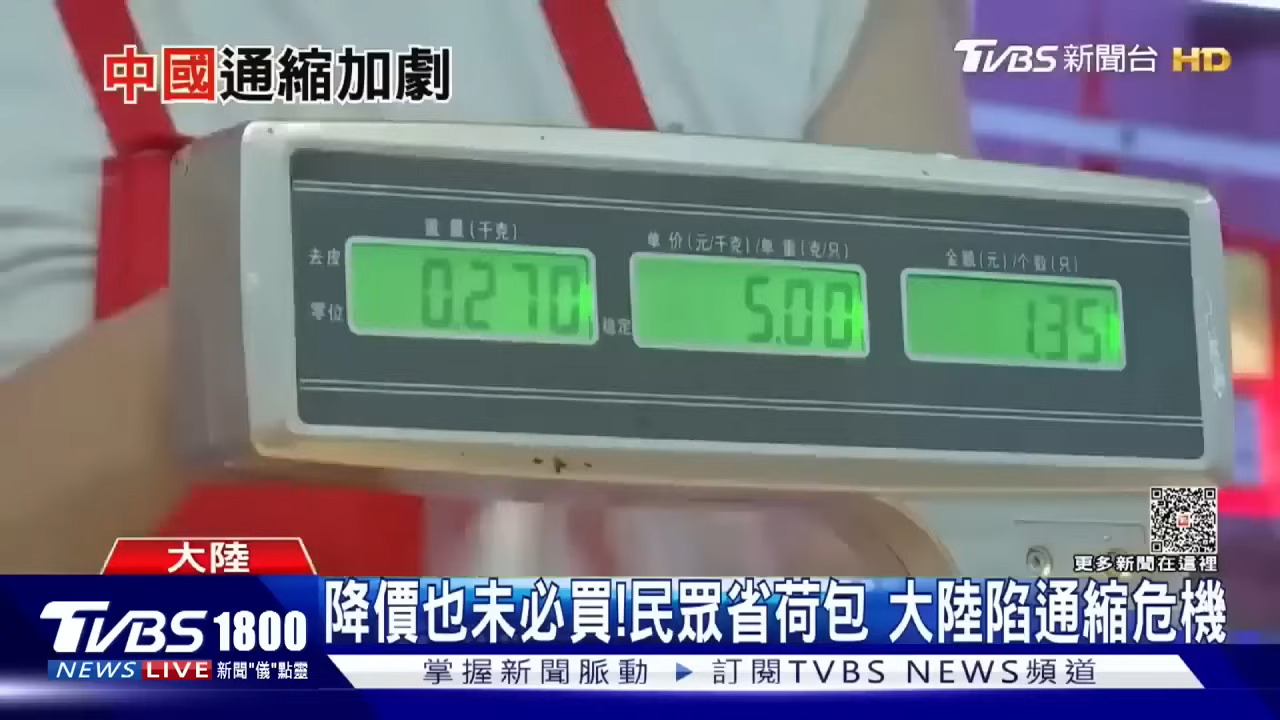 中國通縮加劇
TVBS新聞台 HD
重量(千克)
单价(元/千克)/单重(克/只)
金额(元)/个数(只)
去皮
0.270
5.00
1.35
零位
稳定
更多新聞在這裡
大陸
降價也未必買!民眾省荷包 大陸陷通縮危機
TVBS 1800
NEWS LIVE 新聞"儀"點靈
掌握新聞脈動 ▶ 訂閱TVBS NEWS頻道